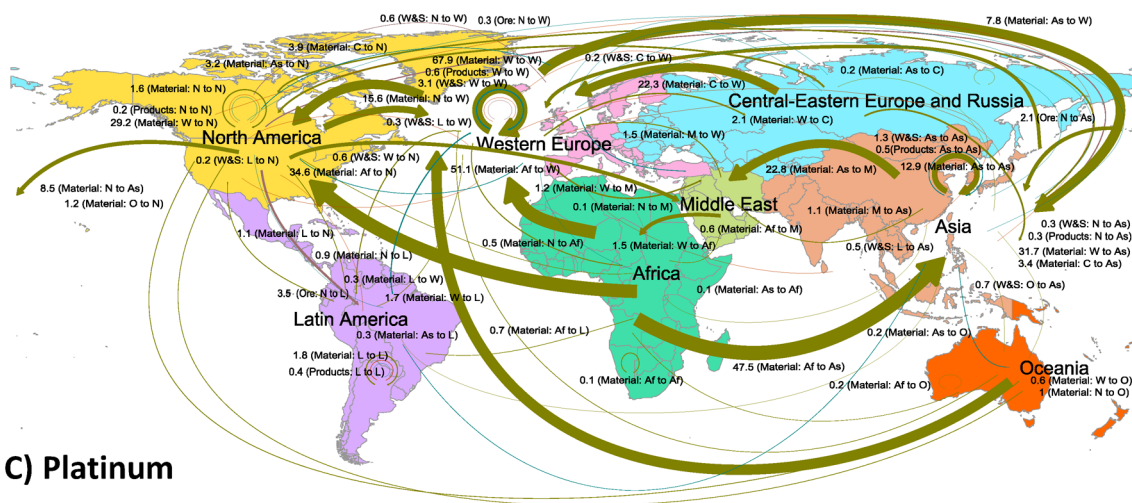 0.6 (W&S: N to W)
0.3 (Ore: N to W)
7.8 (Material: As to W)
3.9 (Material: C to N)
3.2 (Material: As to N)
67.9 (Material: W to W)
0.6 (Products: W to W)
3.1 (W&S: W to W)
0.2 (W&S: C to W)
0.2 (Material: As to C)
1.6 (Material: N to N)
15.6 (Material: N to W)
22.3 (Material: C to W)
Central-Eastern Europe and Russia
0.2 (Products: N to N)
29.2 (Material: W to N)
0.3 (W&S: L to W)
2.1 (Material: W to C)
2.1 (Ore: N to As)
North America
Western Europe
1.5 (Material: M to W)
1.3 (W&S: As to As)
0.5(Products: As to As)
12.9 (Material: As to As)
0.2 (W&S: L to N)
0.6 (W&S: W to N)
34.6 (Material: Af to N)
51.1 (Material: Af to W)
22.8 (Material: As to M)
8.5 (Material: N to As)
1.2 (Material: O to N)
1.2 (Material: W to M)
0.1 (Material: N to M)
Middle East
1.1 (Material: M to As)
Asia
1.1 (Material: L to N)
0.5 (Material: N to Af)
0.6 (Material: Af to M)
1.5 (Material: W to Af)
0.5 (W&S: L to As)
0.3 (W&S: N to As)
0.3 (Products: N to As)
31.7 (Material: W to As)
3.4 (Material: C to As)
0.9 (Material: N to L)
0.3 (Material: L to W)
Africa
3.5 (Ore: N to L)
1.7 (Material: W to L)
0.1 (Material: As to Af)
0.7 (W&S: O to As)
Latin America
0.3 (Material: As to L)
0.7 (Material: Af to L)
0.2 (Material: As to O)
1.8 (Material: L to L)
0.4 (Products: L to L)
0.1 (Material: Af to Af)
47.5 (Material: Af to As)
0.2 (Material: Af to O)
Oceania
0.6 (Material: W to O)
1 (Material: N to O)
C) Platinum